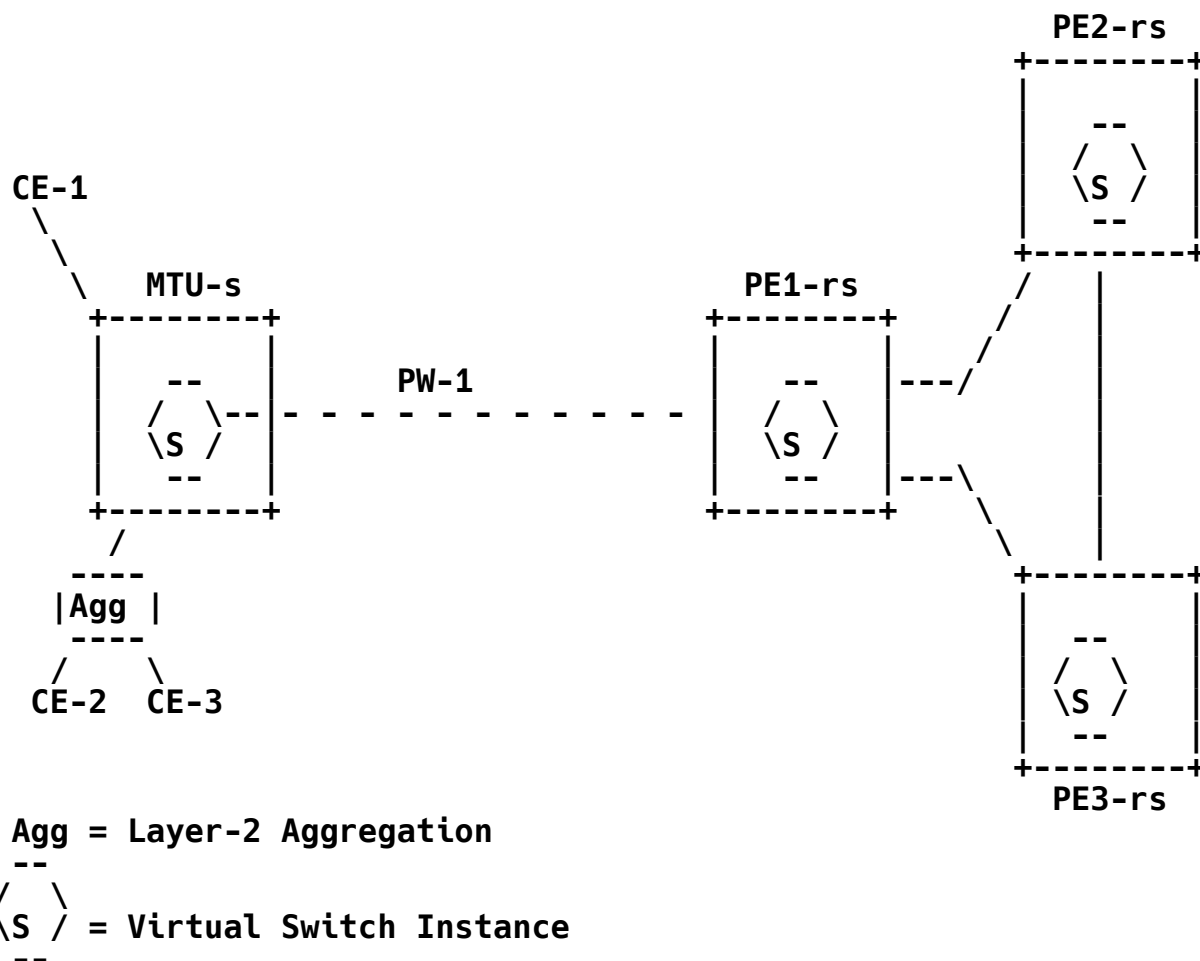 PE2-rs
S
CE-1
MTU-s PE1-rs
PW-1
S S
|Agg |
CE-2 CE-3
S
PE3-rs
Agg = Layer-2 Aggregation
S = Virtual Switch Instance